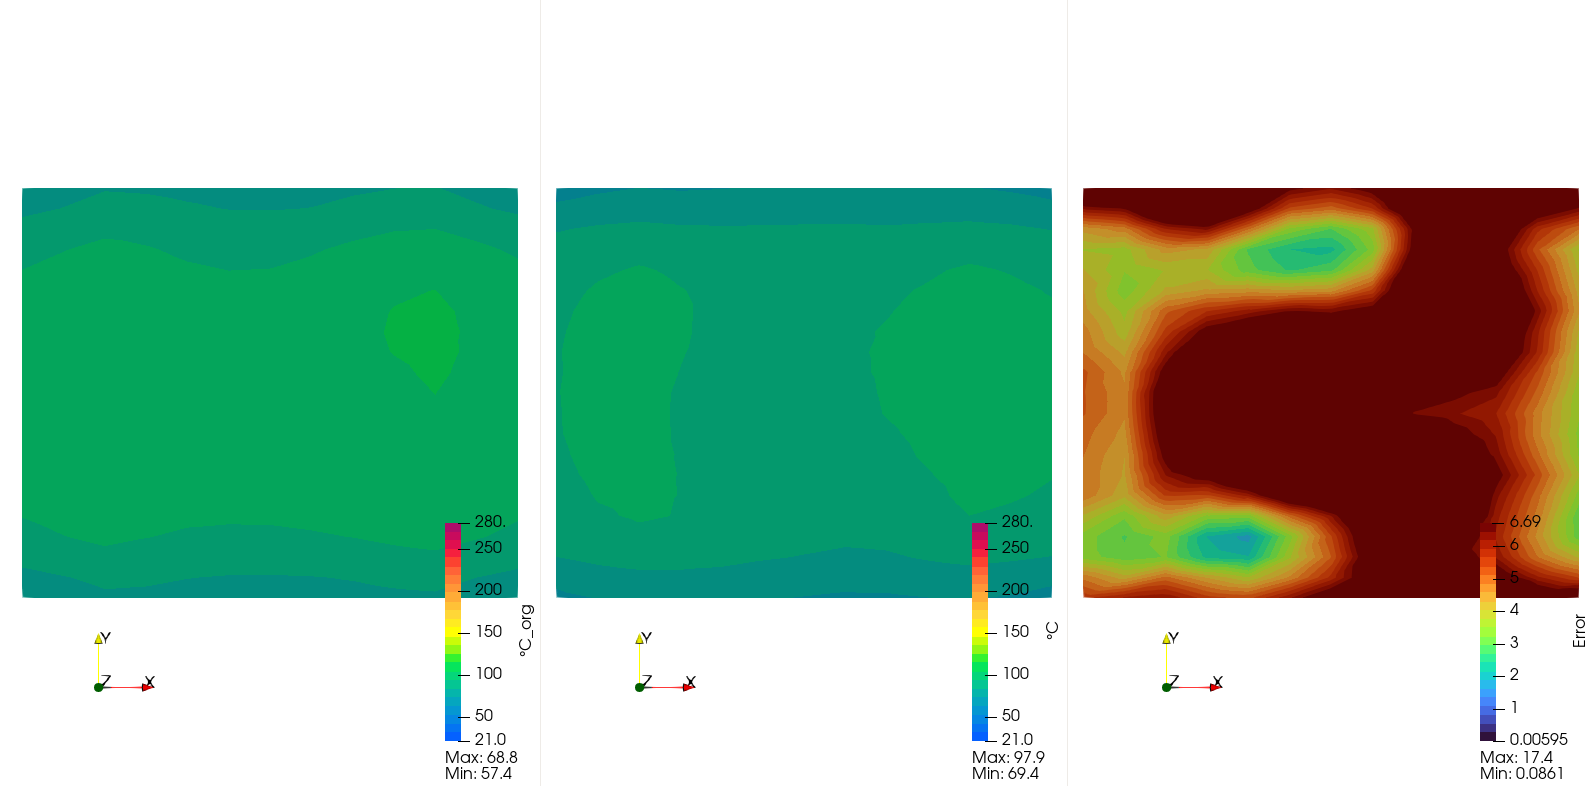 280.
250
200
150
100
50
21.0
°C_org
Max: 68.8
Min: 57.4
Y
Z
X
280.
250
200
150
100
50
21.0
°C
Max: 97.9
Min: 69.4
Y
Z
X
6.69
6
5
4
3
2
1
0.00595
Error
Max: 17.4
Min: 0.0861
Y
Z
X